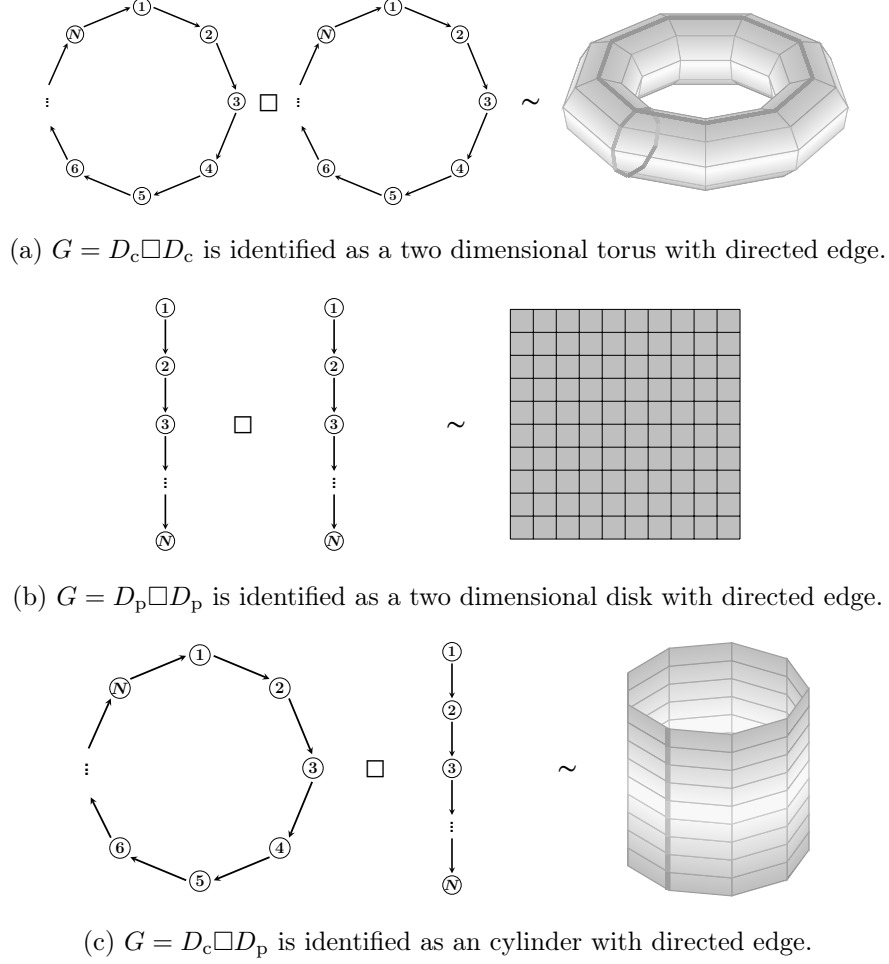 1 1
N 2 N 2
⋮ 3 □ ⋮ 3 ∼
6 4 6 4
5 5
(a) G = D_c□D_c is identified as a two dimensional torus with directed edge.
1 1
2 2
3 □ 3 ∼
⋮ ⋮
N N
(b) G = D_p□D_p is identified as a two dimensional disk with directed edge.
1 1
N 2 2
⋮ 3 □ 3 ∼
6 4 ⋮
5 N
(c) G = D_c□D_p is identified as an cylinder with directed edge.